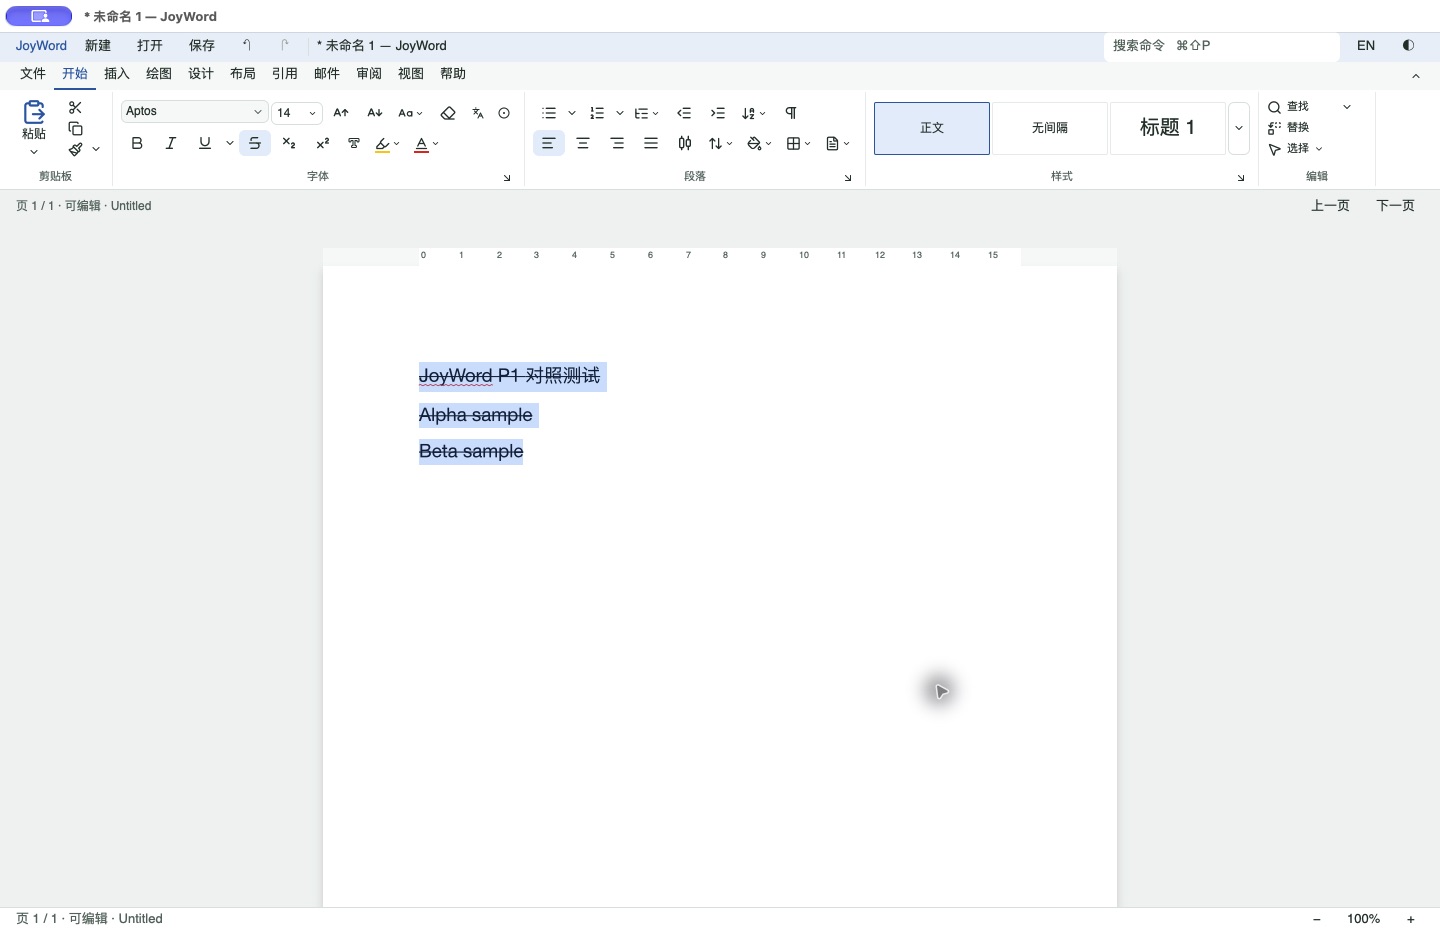 * 未命名 1 — JoyWord
JoyWord 新建 打开 保存 * 未命名 1 — JoyWord 搜索命令 ⌘⇧P EN
文件 开始 插入 绘图 设计 布局 引用 邮件 审阅 视图 帮助
粘贴
剪贴板
Aptos 14 A A Aa
B I U S X₂ X² A
字体
段落
正文 无间隔 标题 1
样式
查找
替换
选择
编辑
页 1 / 1 · 可编辑 · Untitled 上一页 下一页
0 1 2 3 4 5 6 7 8 9 10 11 12 13 14 15
JoyWord P1 对照测试
Alpha sample
Beta sample
页 1 / 1 · 可编辑 · Untitled − 100% +